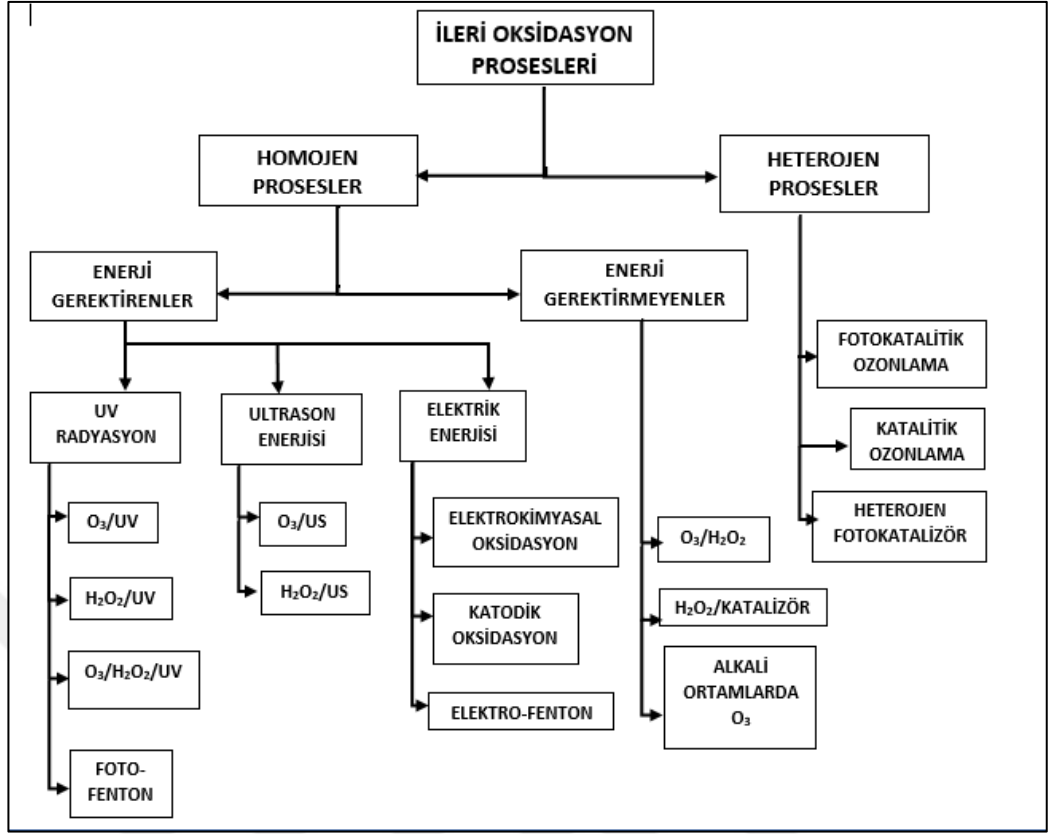 İLERİ OKSİDASYON
PROSESLERİ
HOMOJEN
PROSESLER
HETEROJEN
PROSESLER
ENERJİ
GEREKTİRENLER
ENERJİ
GEREKTİRMEYENLER
UV
RADYASYON
ULTRASON
ENERJİSİ
ELEKTRİK
ENERJİSİ
O₃/UV
H₂O₂/UV
O₃/H₂O₂/UV
FOTO-
FENTON
O₃/US
H₂O₂/US
ELEKTROKİMYASAL
OKSİDASYON
KATODİK
OKSİDASYON
ELEKTRO-FENTON
O₃/H₂O₂
H₂O₂/KATALİZÖR
ALKALİ
ORTAMLARDA
O₃
FOTOKATALİTİK
OZONLAMA
KATALİTİK
OZONLAMA
HETEROJEN
FOTOKATALİZÖR